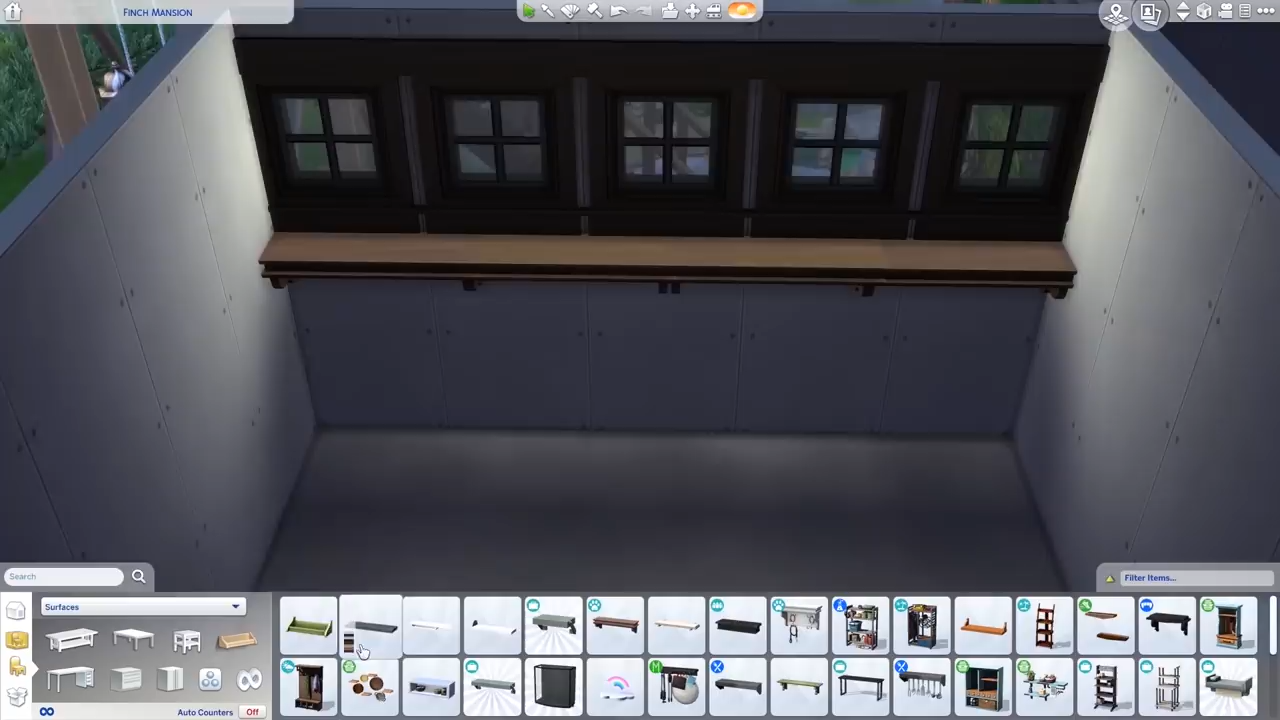 FINCH MANSION
Search
Filter Items...
Surfaces
Auto Counters Off